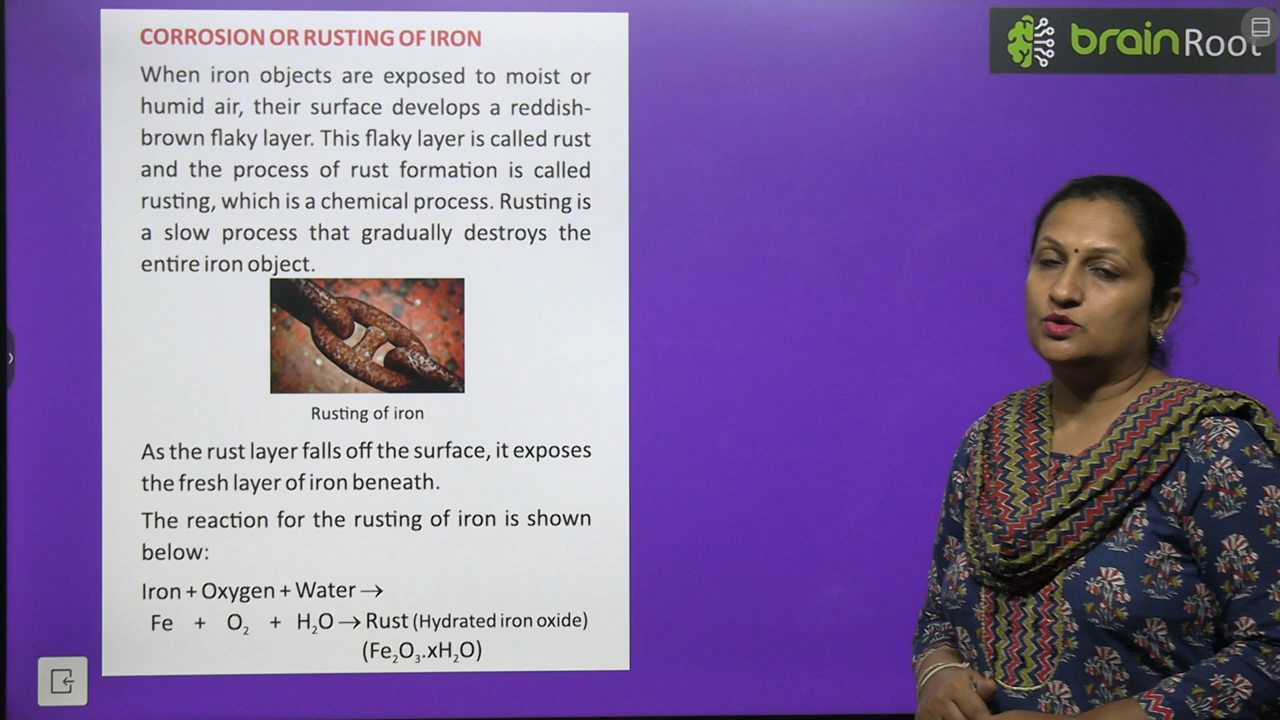 CORROSION OR RUSTING OF IRON
When iron objects are exposed to moist or
humid air, their surface develops a reddish-
brown flaky layer. This flaky layer is called rust
and the process of rust formation is called
rusting, which is a chemical process. Rusting is
a slow process that gradually destroys the
entire iron object.
Rusting of iron
As the rust layer falls off the surface, it exposes
the fresh layer of iron beneath.
The reaction for the rusting of iron is shown
below:
Iron + Oxygen + Water →
Fe + O₂ + H₂O → Rust (Hydrated iron oxide)
(Fe₂O₃.xH₂O)
brainRoot